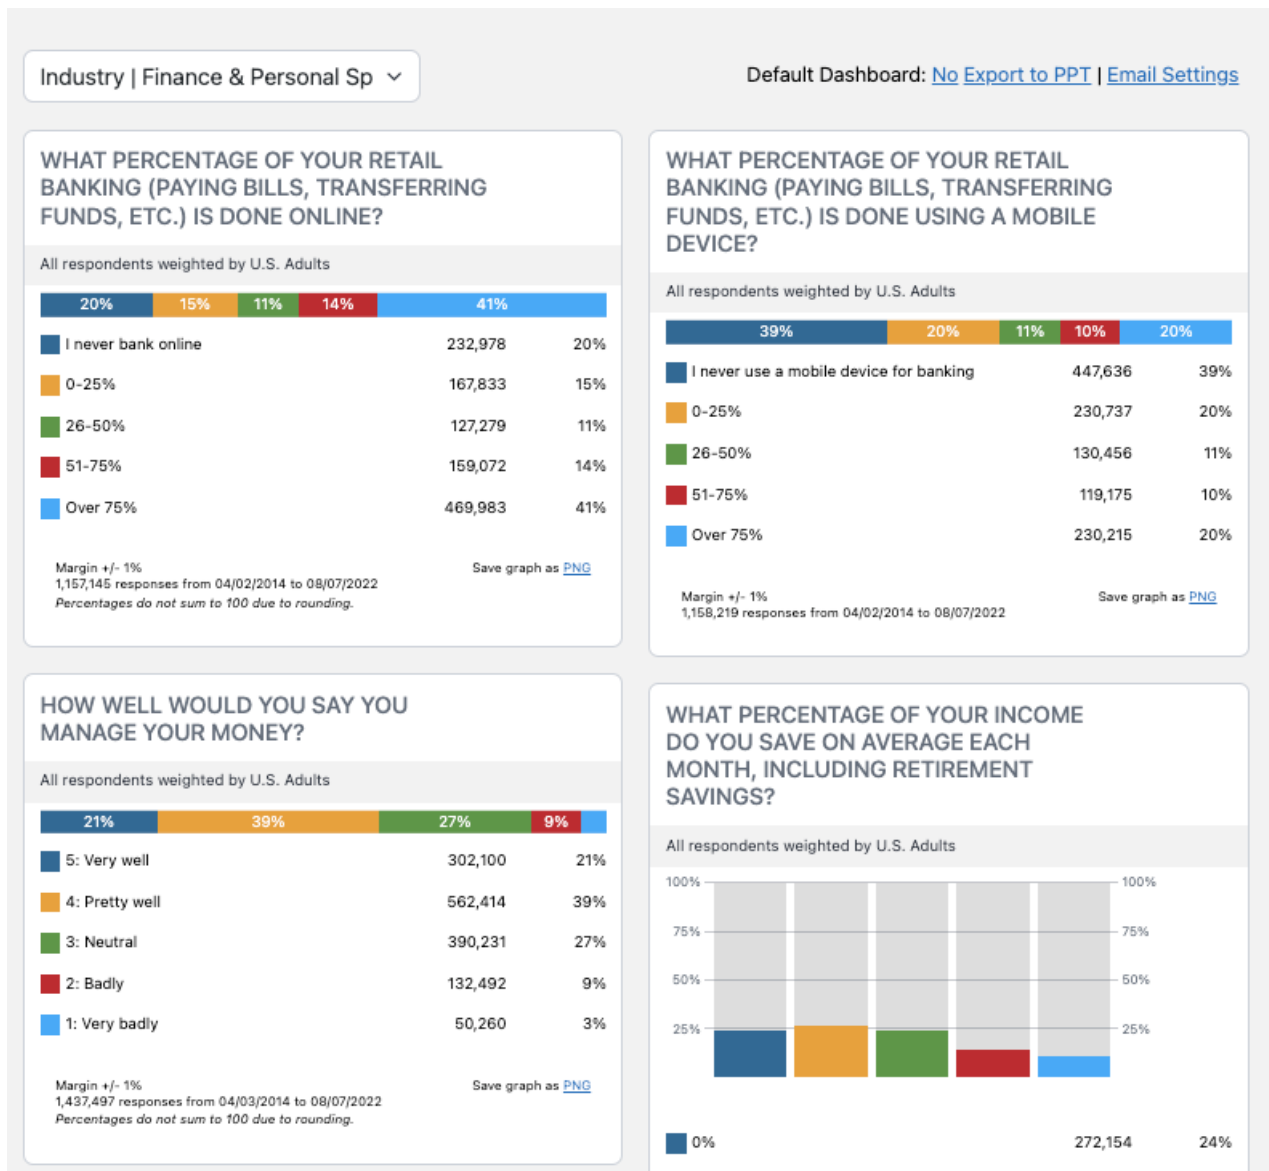 Industry | Finance & Personal Sp
Default Dashboard: No Export to PPT | Email Settings
WHAT PERCENTAGE OF YOUR RETAIL
BANKING (PAYING BILLS, TRANSFERRING
FUNDS, ETC.) IS DONE ONLINE?
All respondents weighted by U.S. Adults
20% 15% 11% 14% 41%
I never bank online 232,978 20%
0-25% 167,833 15%
26-50% 127,279 11%
51-75% 159,072 14%
Over 75% 469,983 41%
Margin +/- 1% Save graph as PNG
1,157,145 responses from 04/02/2014 to 08/07/2022
Percentages do not sum to 100 due to rounding.
WHAT PERCENTAGE OF YOUR RETAIL
BANKING (PAYING BILLS, TRANSFERRING
FUNDS, ETC.) IS DONE USING A MOBILE
DEVICE?
All respondents weighted by U.S. Adults
39% 20% 11% 10% 20%
I never use a mobile device for banking 447,636 39%
0-25% 230,737 20%
26-50% 130,456 11%
51-75% 119,175 10%
Over 75% 230,215 20%
Margin +/- 1% Save graph as PNG
1,158,219 responses from 04/02/2014 to 08/07/2022
HOW WELL WOULD YOU SAY YOU
MANAGE YOUR MONEY?
All respondents weighted by U.S. Adults
21% 39% 27% 9%
5: Very well 302,100 21%
4: Pretty well 562,414 39%
3: Neutral 390,231 27%
2: Badly 132,492 9%
1: Very badly 50,260 3%
Margin +/- 1% Save graph as PNG
1,437,497 responses from 04/03/2014 to 08/07/2022
Percentages do not sum to 100 due to rounding.
WHAT PERCENTAGE OF YOUR INCOME
DO YOU SAVE ON AVERAGE EACH
MONTH, INCLUDING RETIREMENT
SAVINGS?
All respondents weighted by U.S. Adults
100% 100%
75% 75%
50% 50%
25% 25%
0% 272,154 24%